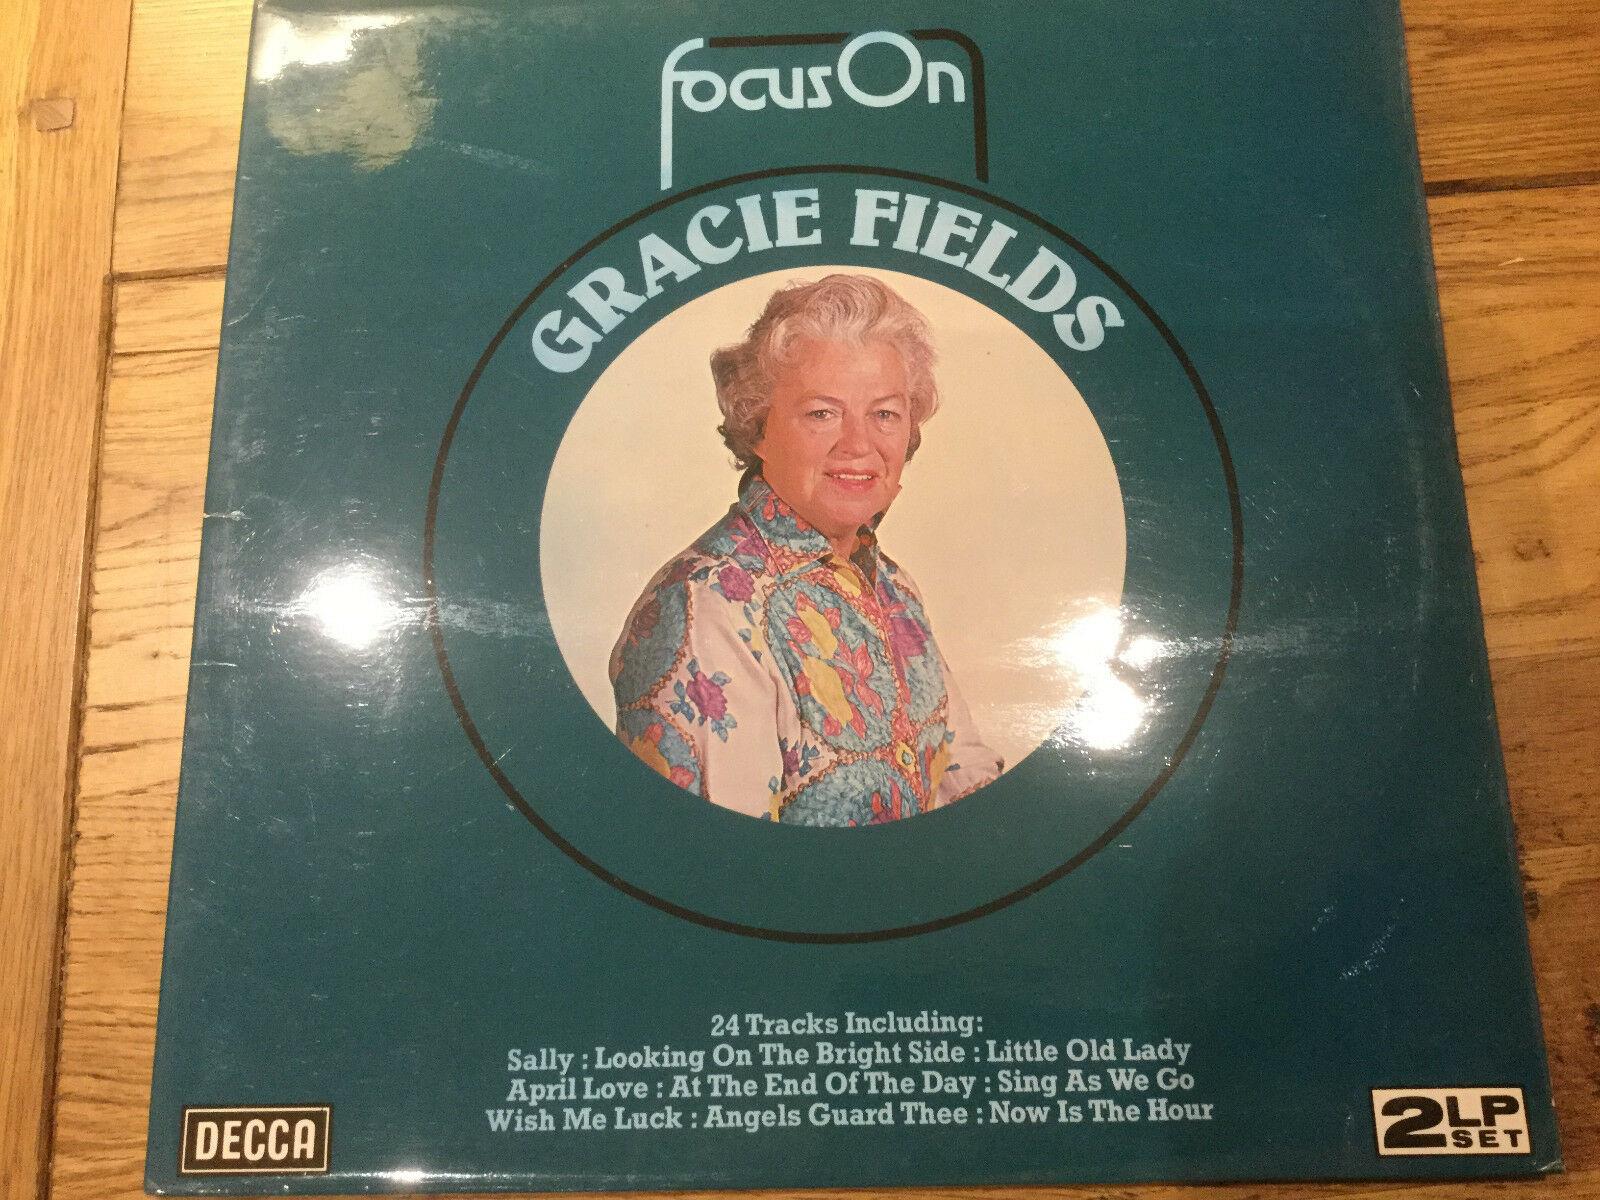 focusOn
GRACIE FIELDS
24 Tracks Including:
Sally : Looking On The Bright Side : Little Old Lady
April Love : At The End Of The Day : Sing As We Go
Wish Me Luck : Angels Guard Thee : Now Is The Hour
DECCA
2LP
SET